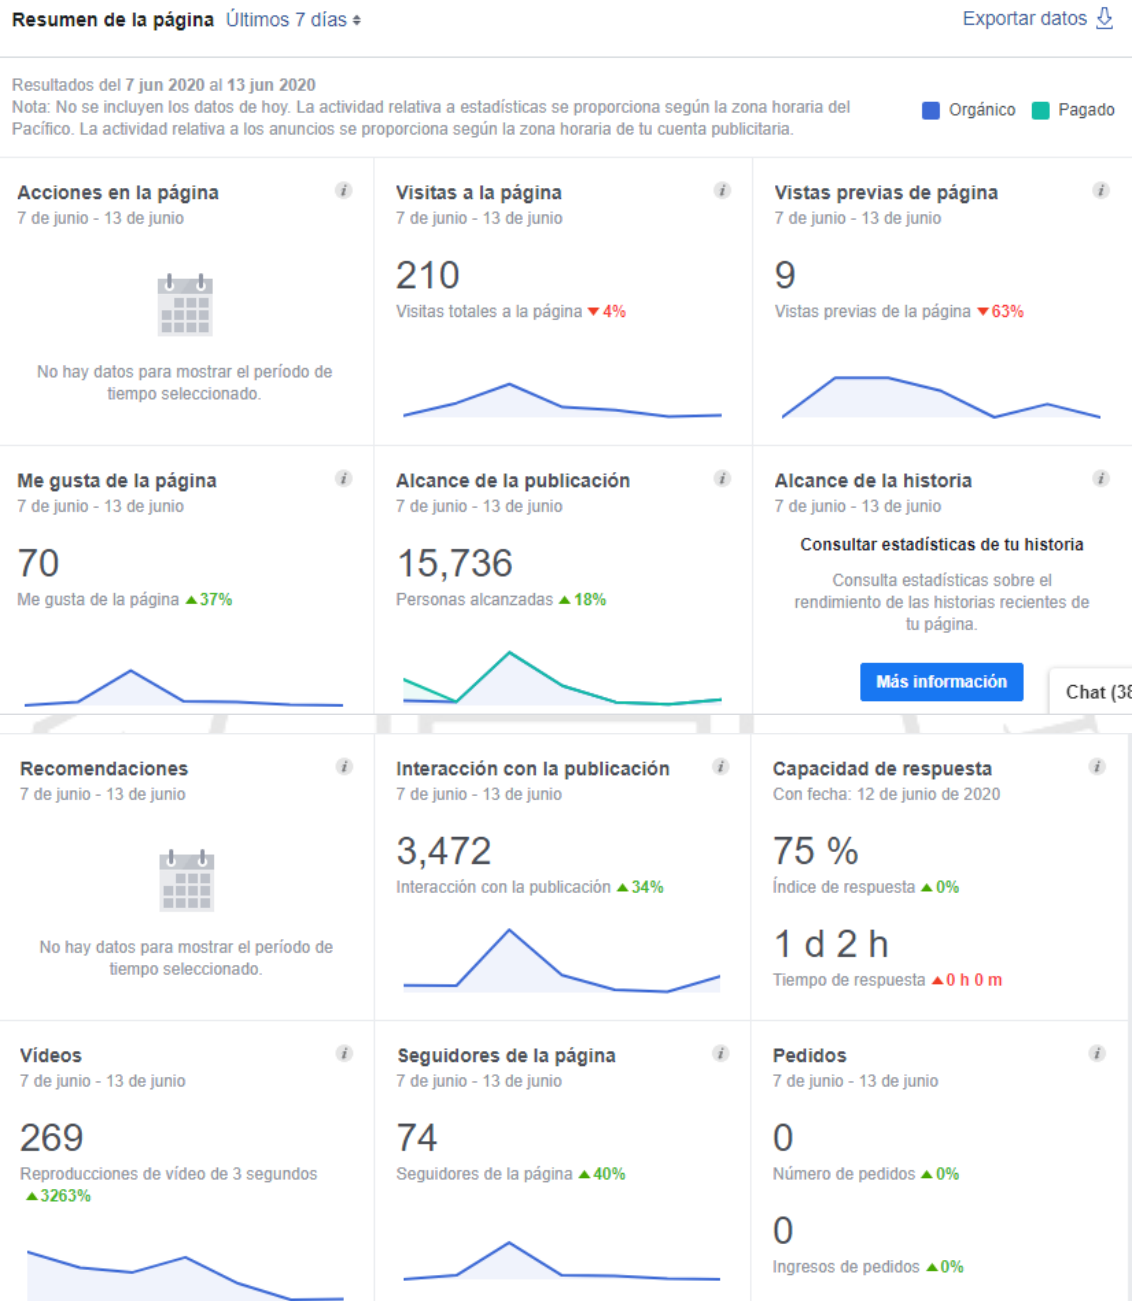 Resumen de la página Últimos 7 días
Exportar datos
Resultados del 7 jun 2020 al 13 jun 2020
Nota: No se incluyen los datos de hoy. La actividad relativa a estadísticas se proporciona según la zona horaria del
Pacífico. La actividad relativa a los anuncios se proporciona según la zona horaria de tu cuenta publicitaria.
Orgánico Pagado
Acciones en la página
7 de junio - 13 de junio
No hay datos para mostrar el período de
tiempo seleccionado.
Visitas a la página
7 de junio - 13 de junio
210
Visitas totales a la página ▼4%
Vistas previas de página
7 de junio - 13 de junio
9
Vistas previas de la página ▼63%
Me gusta de la página
7 de junio - 13 de junio
70
Me gusta de la página ▲37%
Alcance de la publicación
7 de junio - 13 de junio
15,736
Personas alcanzadas ▲18%
Alcance de la historia
7 de junio - 13 de junio
Consultar estadísticas de tu historia
Consulta estadísticas sobre el
rendimiento de las historias recientes de
tu página.
Más información
Chat (38
Recomendaciones
7 de junio - 13 de junio
No hay datos para mostrar el período de
tiempo seleccionado.
Interacción con la publicación
7 de junio - 13 de junio
3,472
Interacción con la publicación ▲34%
Capacidad de respuesta
Con fecha: 12 de junio de 2020
75 %
Índice de respuesta ▲0%
1 d 2 h
Tiempo de respuesta ▲0 h 0 m
Vídeos
7 de junio - 13 de junio
269
Reproducciones de vídeo de 3 segundos
▲3263%
Seguidores de la página
7 de junio - 13 de junio
74
Seguidores de la página ▲40%
Pedidos
7 de junio - 13 de junio
0
Número de pedidos ▲0%
0
Ingresos de pedidos ▲0%